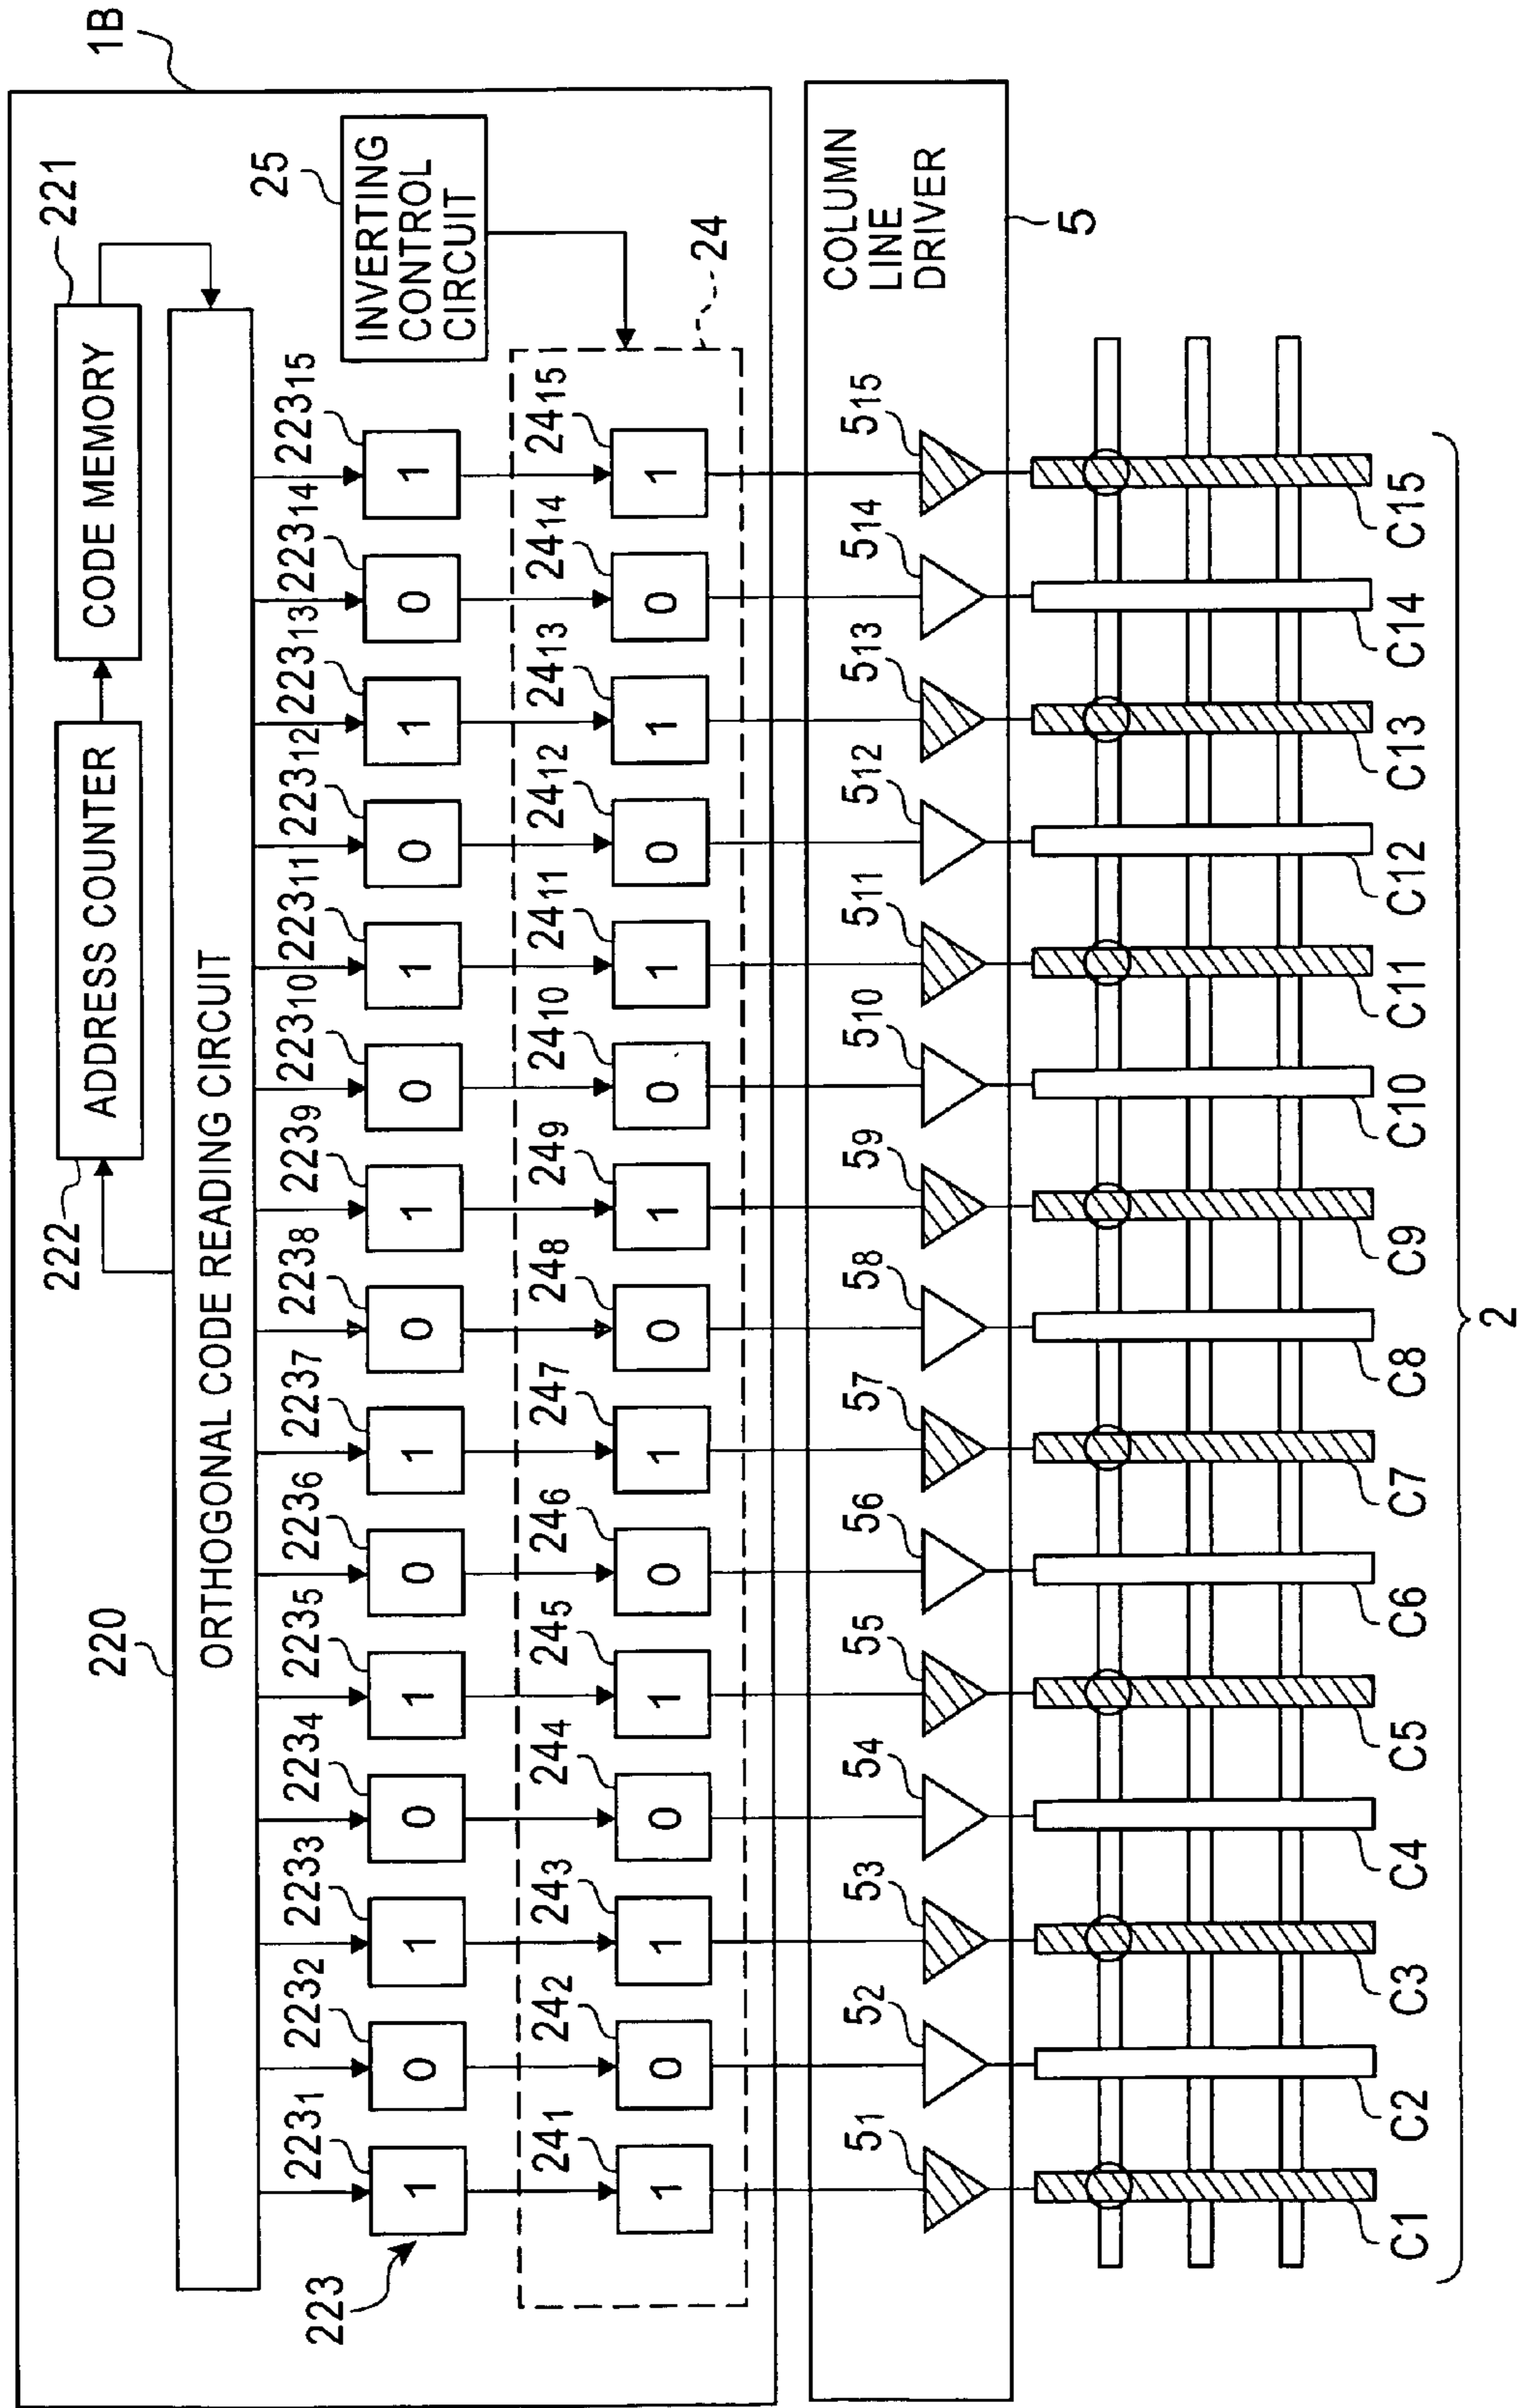 1B
222
ADDRESS COUNTER
CODE MEMORY
221
220
ORTHOGONAL CODE READING CIRCUIT
25
INVERTING
CONTROL
CIRCUIT
223
223₁ 223₂ 223₃ 223₄ 223₅ 223₆ 223₇ 223₈ 223₉ 223₁₀ 223₁₁ 223₁₂ 223₁₃ 223₁₄ 223₁₅
1 0 1 0 1 0 1 0 1 0 1 0 1 0 1
24
24₁ 24₂ 24₃ 24₄ 24₅ 24₆ 24₇ 24₈ 24₉ 24₁₀ 24₁₁ 24₁₂ 24₁₃ 24₁₄ 24₁₅
1 0 1 0 1 0 1 0 1 0 1 0 1 0 1
COLUMN
LINE
DRIVER
5₁ 5₂ 5₃ 5₄ 5₅ 5₆ 5₇ 5₈ 5₉ 5₁₀ 5₁₁ 5₁₂ 5₁₃ 5₁₄ 5₁₅
5
C1 C2 C3 C4 C5 C6 C7 C8 C9 C10 C11 C12 C13 C14 C15
2